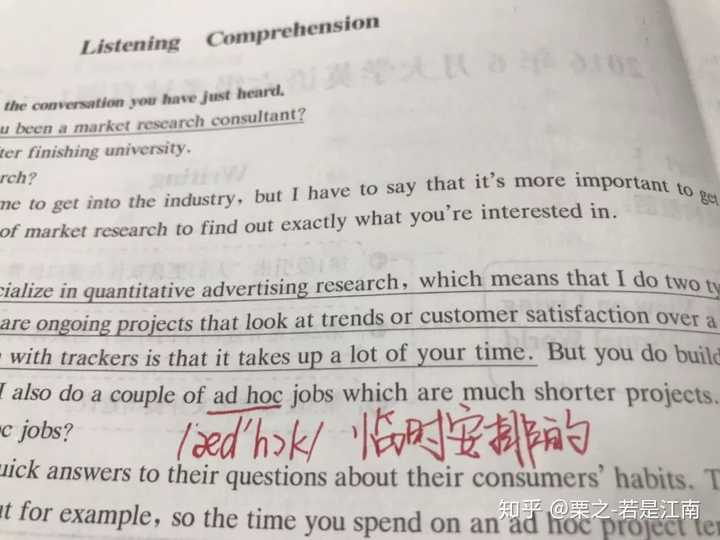 Listening Comprehension
the conversation you have just heard.
u been a market research consultant?
ter finishing university.
rch?
me to get into the industry, but I have to say that it's more important to get
of market research to find out exactly what you're interested in.
cialize in quantitative advertising research, which means that I do two ty
are ongoing projects that look at trends or customer satisfaction over a
with trackers is that it takes up a lot of your time. But you do build
I also do a couple of ad hoc jobs which are much shorter projects.
c jobs?
/æd'hɔk/ 临时安排的
uick answers to their questions about their consumers' habits. T
ut for example, so the time you spend on an ad hoc project ten
知乎 @栗之-若是江南